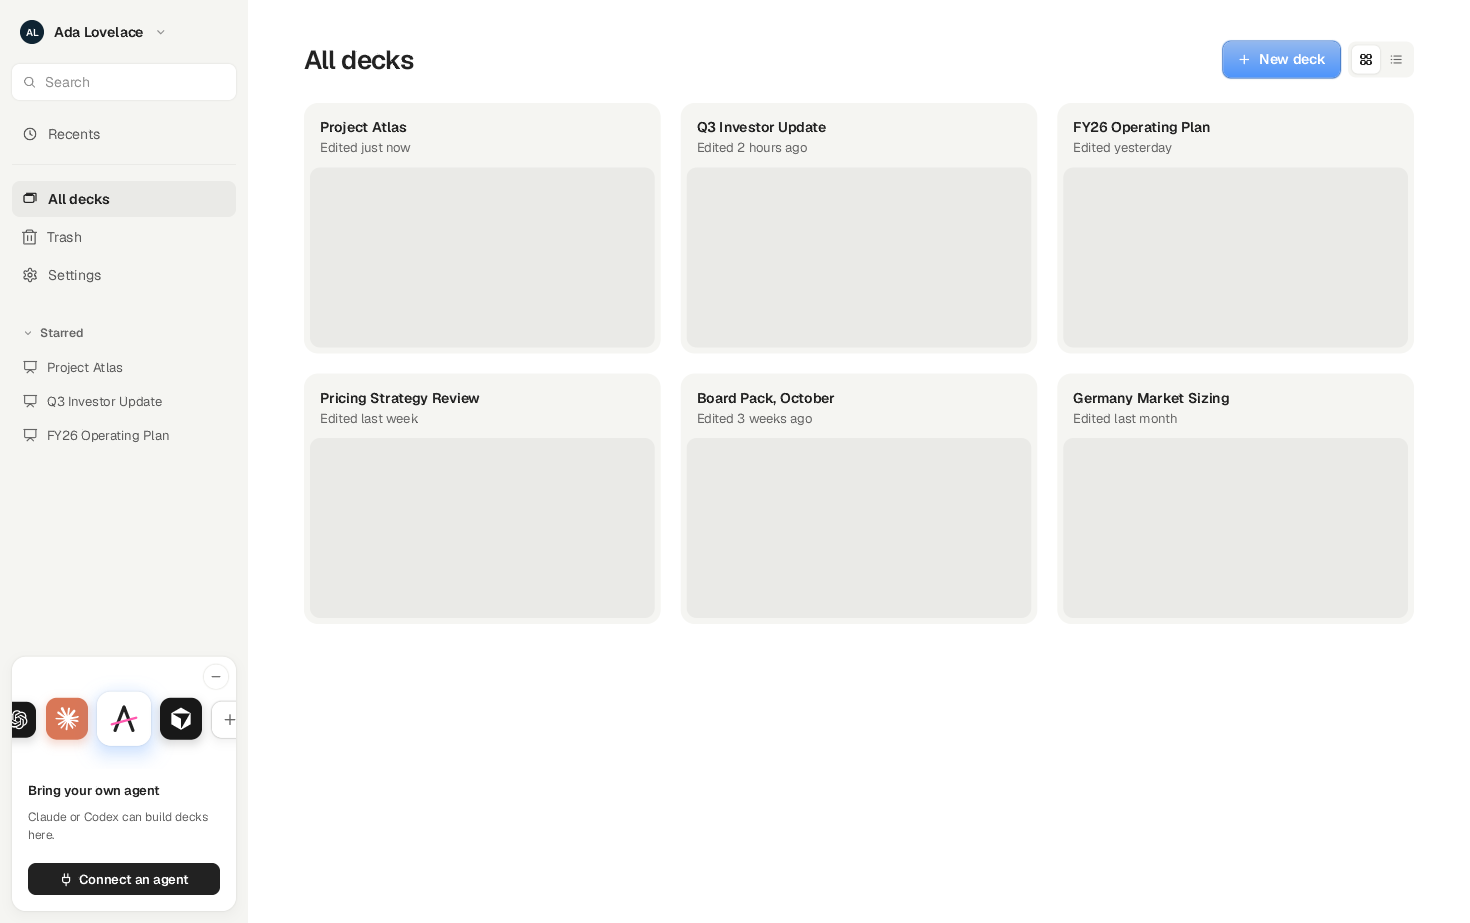 AL Ada Lovelace
Search
Recents
All decks
Trash
Settings
Starred
Project Atlas
Q3 Investor Update
FY26 Operating Plan
Bring your own agent
Claude or Codex can build decks
here.
Connect an agent
All decks
New deck
Project Atlas
Edited just now
Q3 Investor Update
Edited 2 hours ago
FY26 Operating Plan
Edited yesterday
Pricing Strategy Review
Edited last week
Board Pack, October
Edited 3 weeks ago
Germany Market Sizing
Edited last month